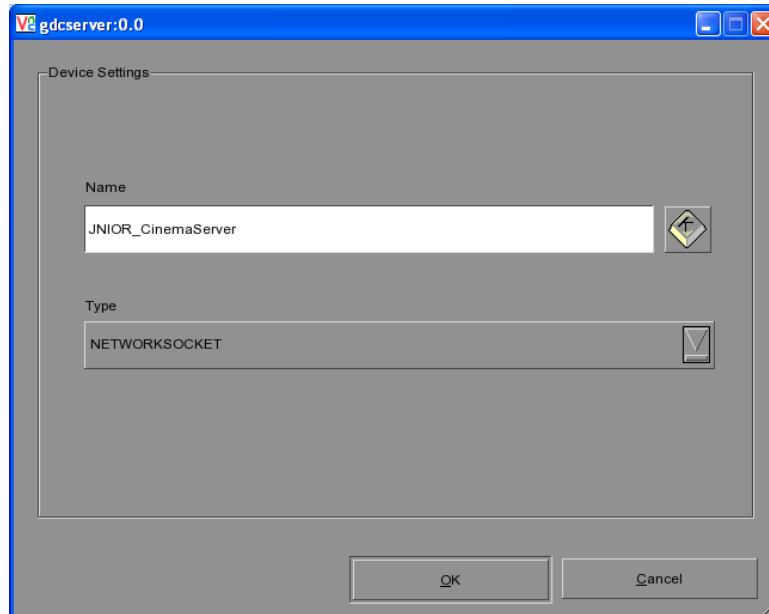 gdcserver:0.0
Device Settings
Name
JNIOR_CinemaServer
Type
NETWORKSOCKET
OK
Cancel